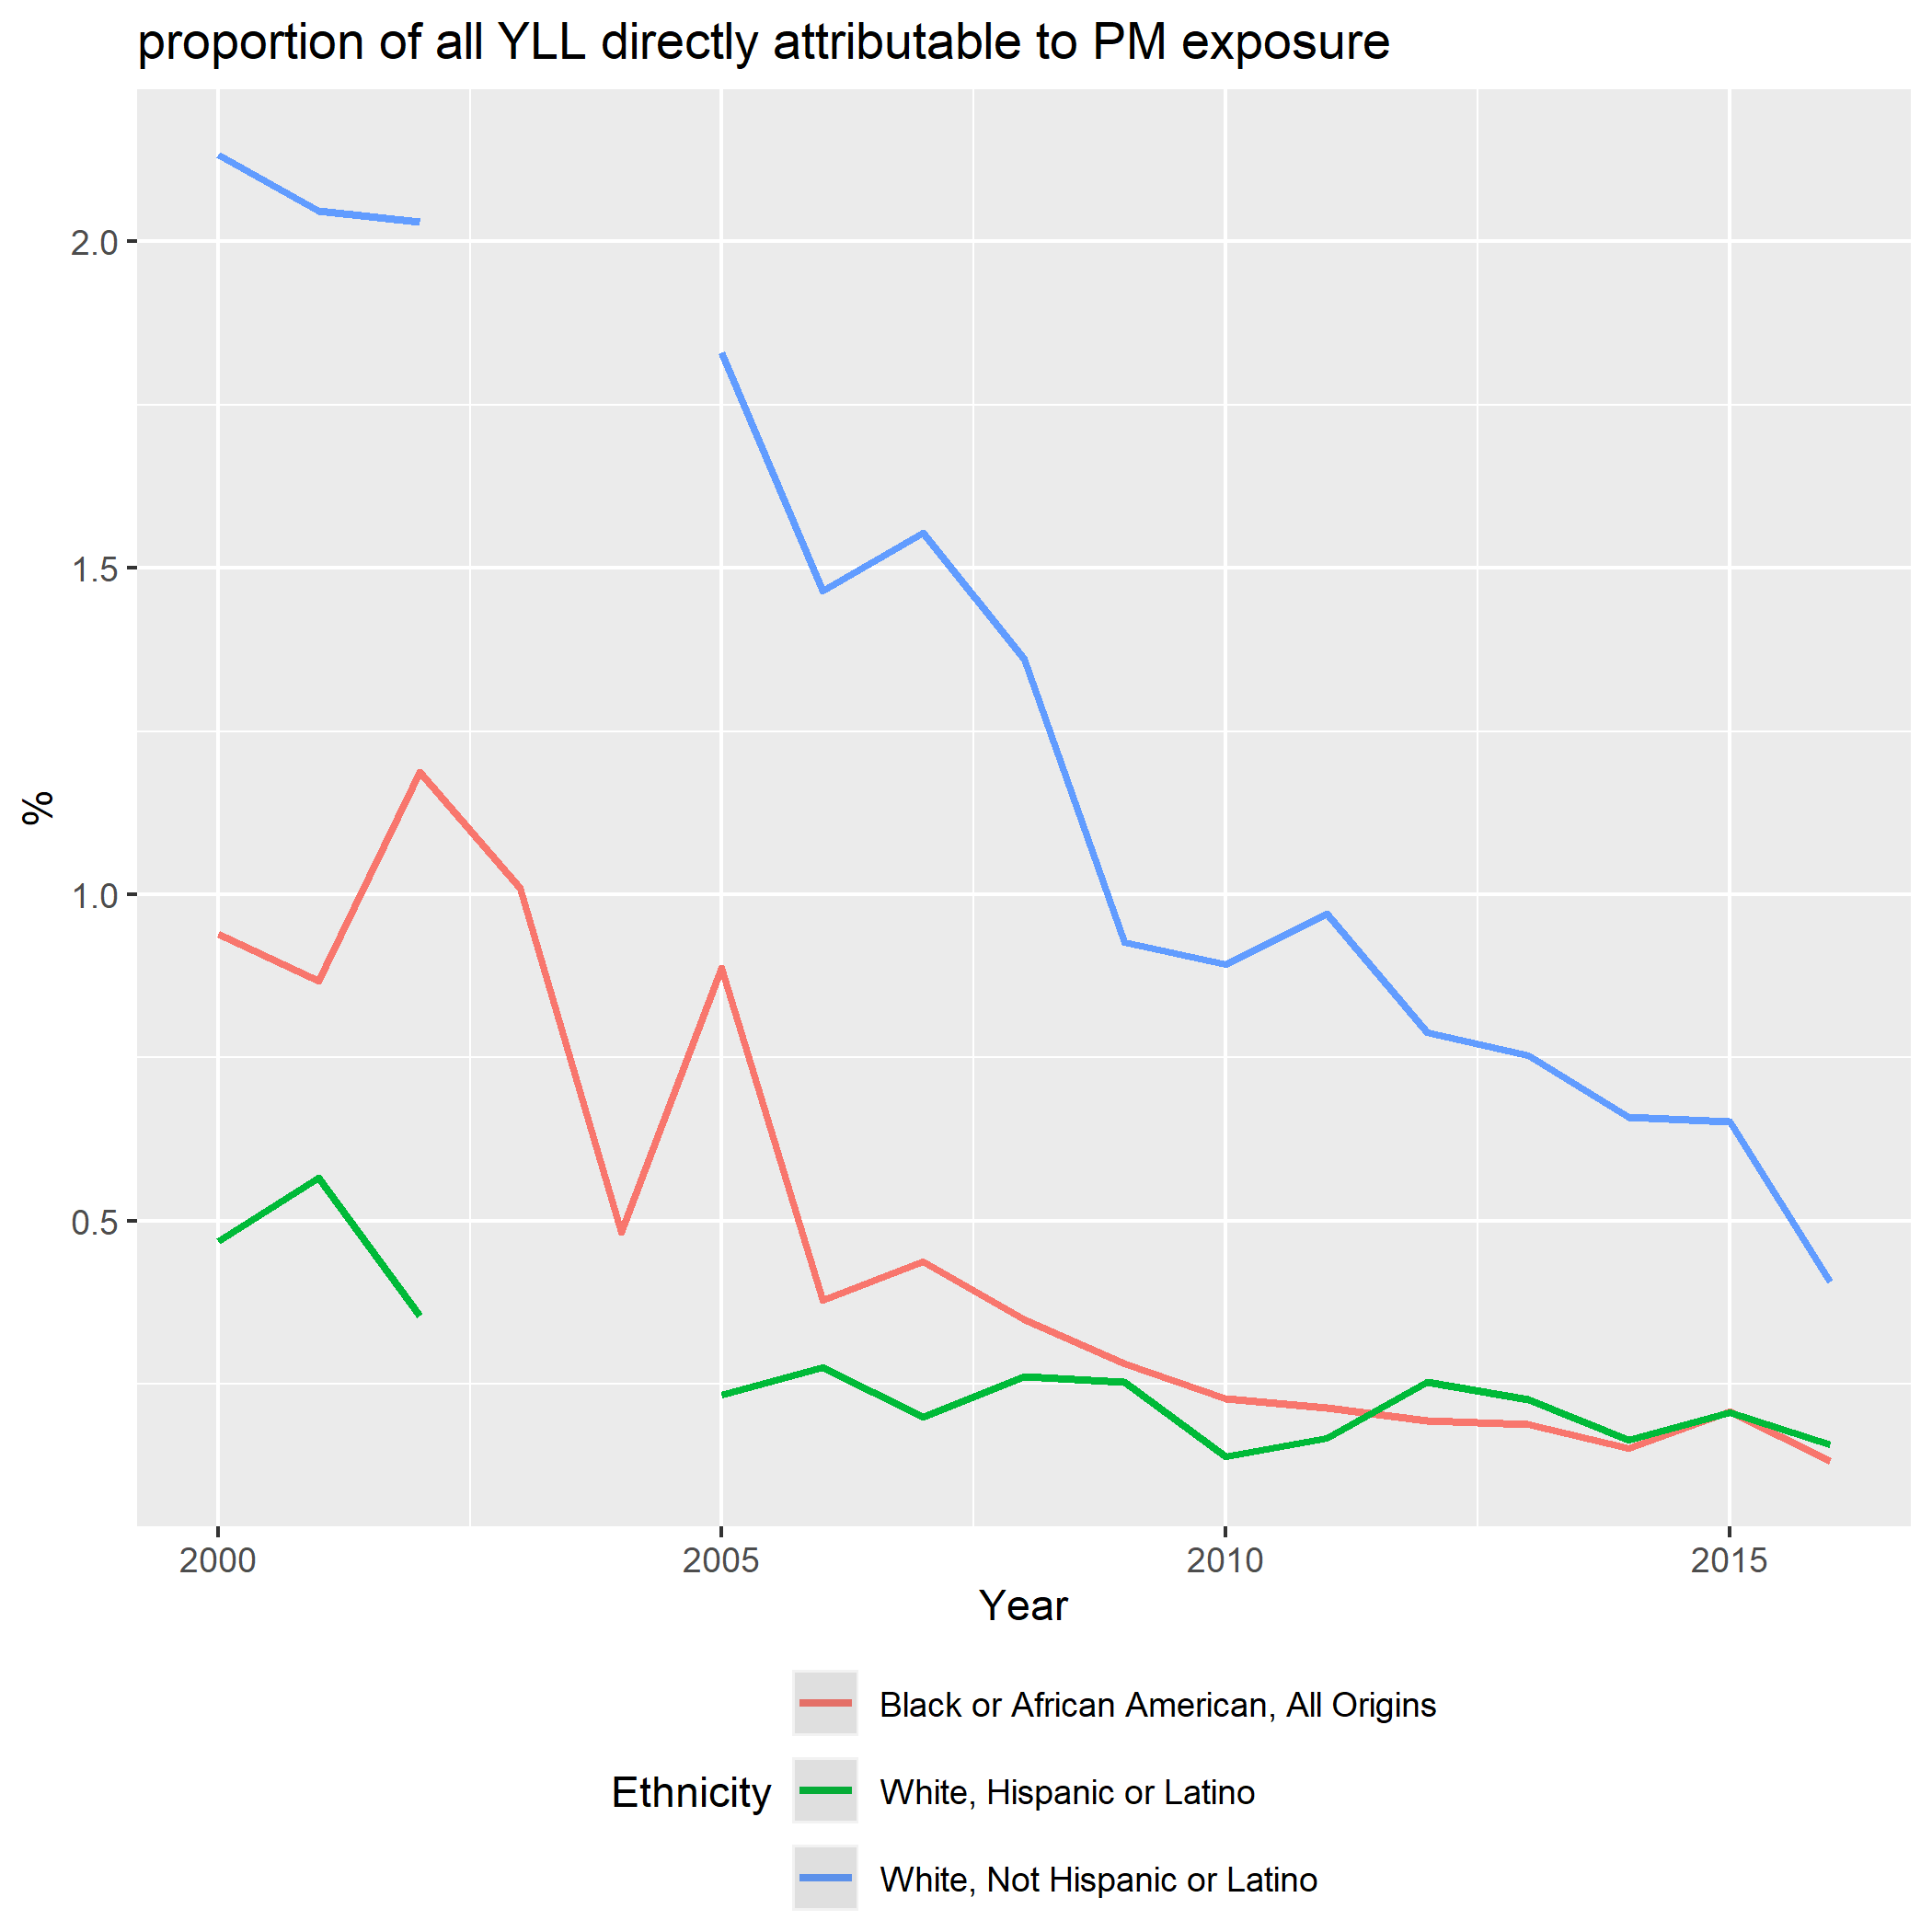 proportion of all YLL directly attributable to PM exposure
2.0
1.5
1.0
0.5
%
2000 2005 2010 2015
Year
Ethnicity
Black or African American, All Origins
White, Hispanic or Latino
White, Not Hispanic or Latino